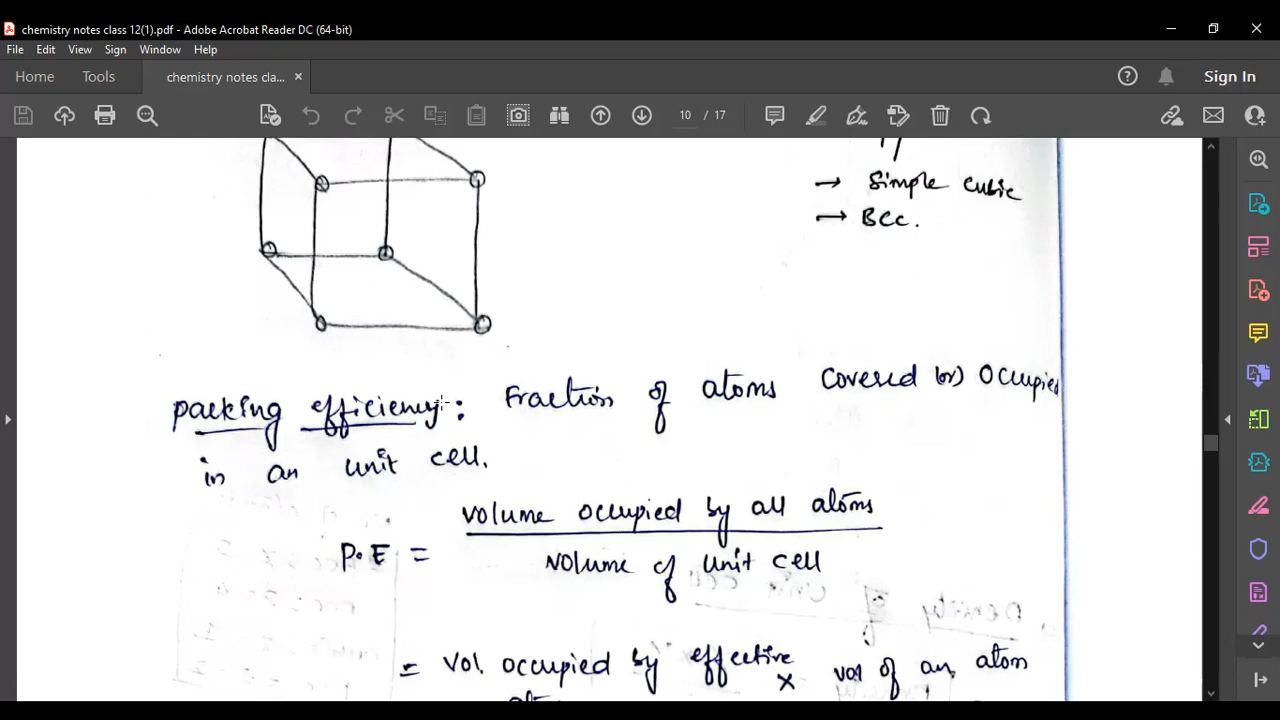 chemistry notes class 12(1).pdf - Adobe Acrobat Reader DC (64-bit)
File Edit View Sign Window Help
Home Tools chemistry notes cla... × Sign In
10 / 17
→ Simple cubic
→ BCC.
packing efficiency: Fraction of atoms Covered (or) Occupied
in an unit cell.
volume occupied by all atoms
P.E =
volume of unit cell
= vol. occupied by effective x vol of an atom